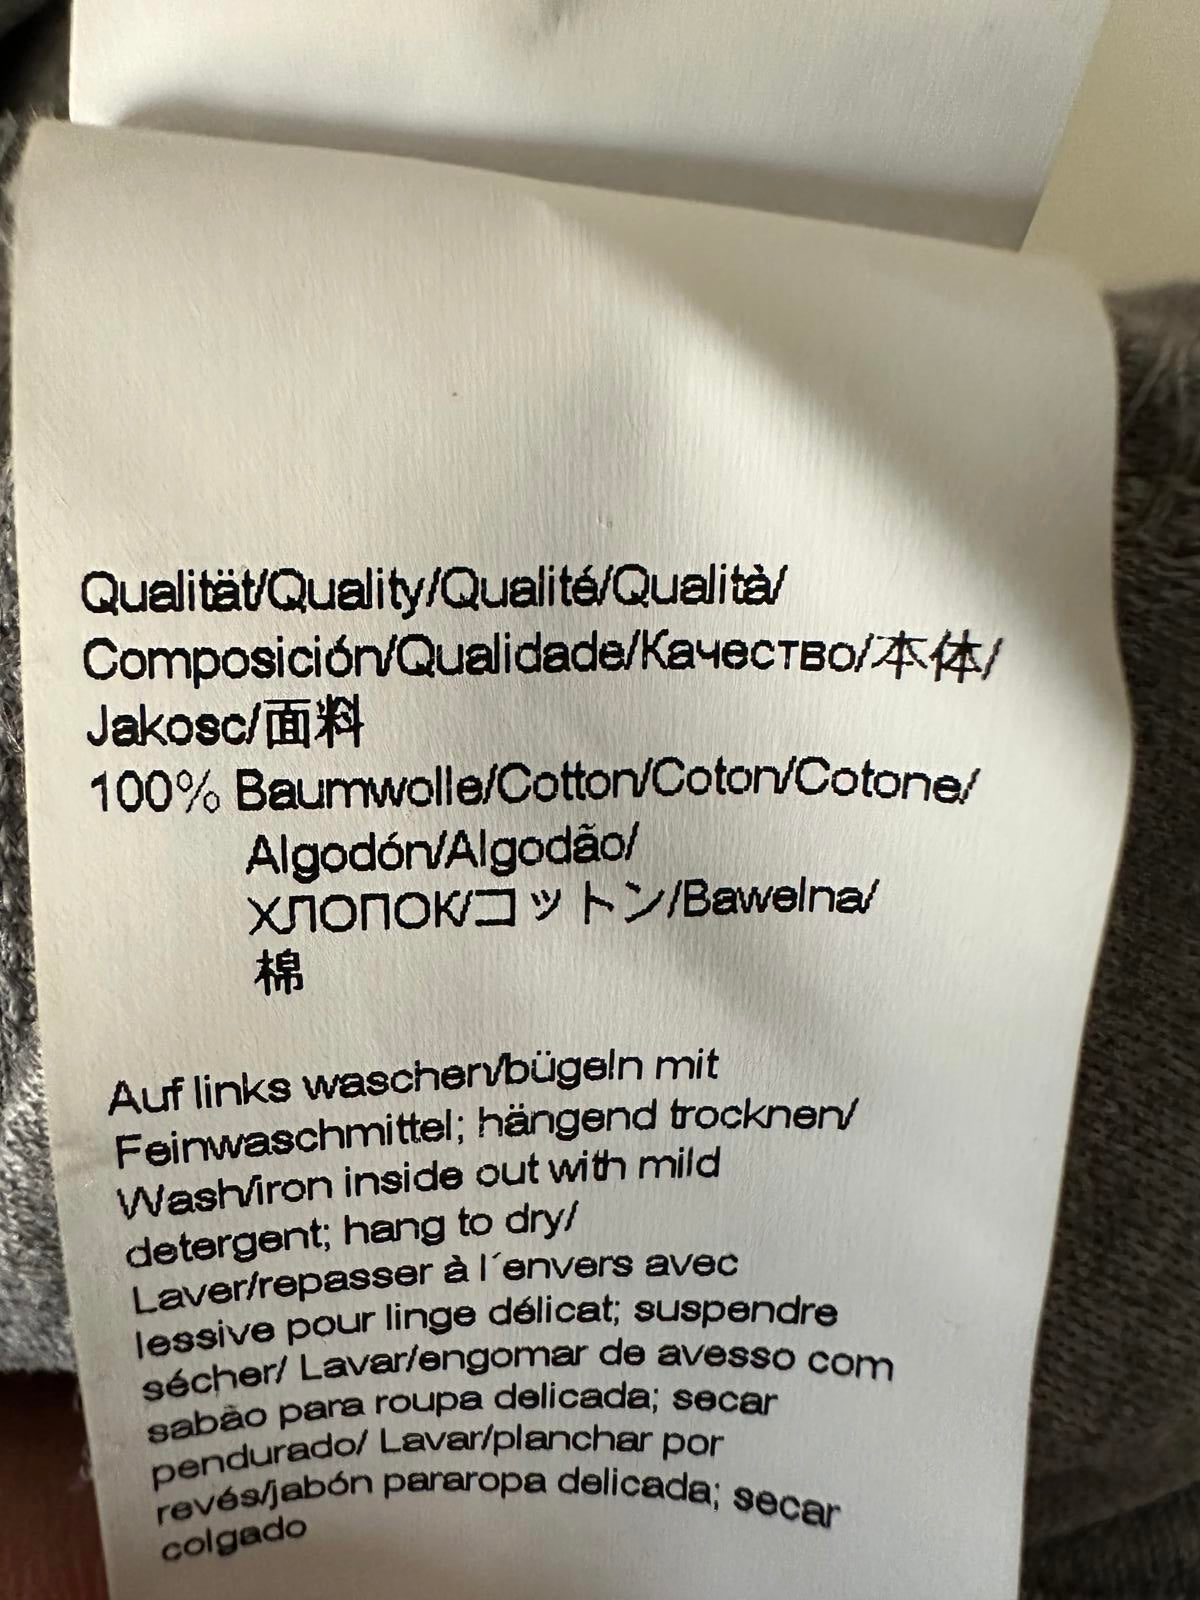 Qualität/Quality/Qualité/Qualità/
Composición/Qualidade/Качество/本体/
Jakosc/面料
100% Baumwolle/Cotton/Coton/Cotone/
Algodón/Algodão/
ХЛОПОК/コットン/Bawelna/
棉
Auf links waschen/bügeln mit
Feinwaschmittel; hängend trocknen/
Wash/iron inside out with mild
detergent; hang to dry/
Laver/repasser à l´envers avec
lessive pour linge délicat; suspendre
sécher/ Lavar/engomar de avesso com
sabão para roupa delicada; secar
pendurado/ Lavar/planchar por
revés/jabón pararopa delicada; secar
colgado